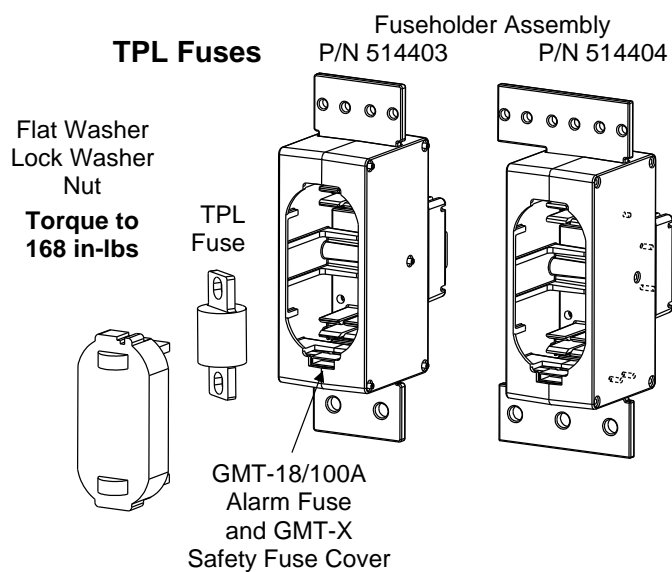 Fuseholder Assembly
TPL Fuses
P/N 514403
P/N 514404
Flat Washer
Lock Washer
Nut
Torque to
168 in-lbs
TPL
Fuse
GMT-18/100A
Alarm Fuse
and GMT-X
Safety Fuse Cover